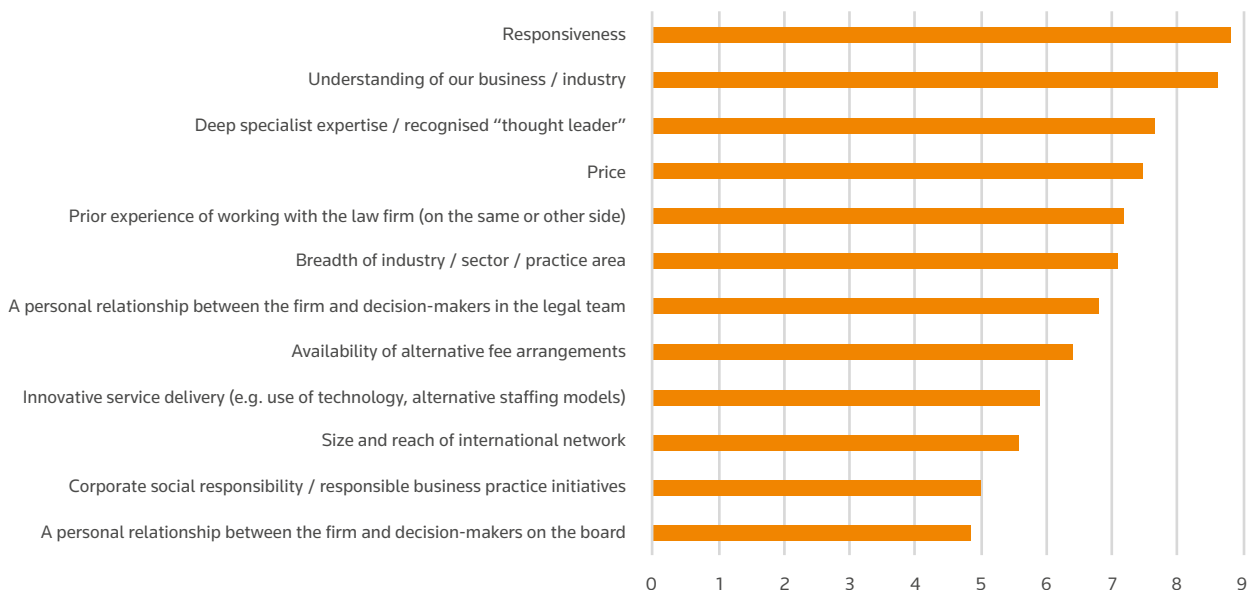 Responsiveness
Understanding of our business / industry
Deep specialist expertise / recognised “thought leader”
Price
Prior experience of working with the law firm (on the same or other side)
Breadth of industry / sector / practice area
A personal relationship between the firm and decision-makers in the legal team
Availability of alternative fee arrangements
Innovative service delivery (e.g. use of technology, alternative staffing models)
Size and reach of international network
Corporate social responsibility / responsible business practice initiatives
A personal relationship between the firm and decision-makers on the board
0 1 2 3 4 5 6 7 8 9